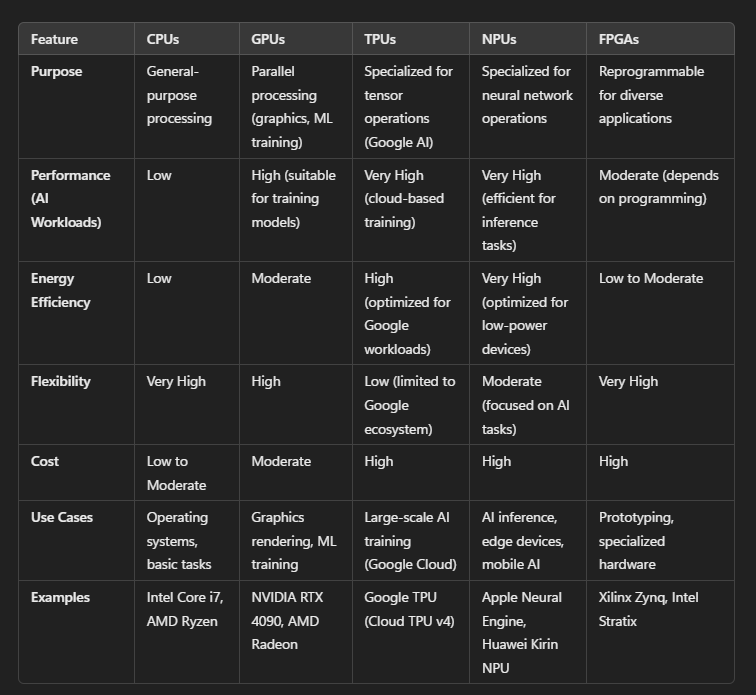 Feature CPUs GPUs TPUs NPUs FPGAs
Purpose General- Parallel Specialized for Specialized for Reprogrammable
purpose processing tensor neural network for diverse
processing (graphics, ML operations operations applications
training) (Google AI)
Performance Low High (suitable Very High Very High Moderate (depends
(AI for training (cloud-based (efficient for on programming)
Workloads) models) training) inference
tasks)
Energy Low Moderate High Very High Low to Moderate
Efficiency (optimized for (optimized for
Google low-power
workloads) devices)
Flexibility Very High High Low (limited to Moderate Very High
Google (focused on AI
ecosystem) tasks)
Cost Low to Moderate High High High
Moderate
Use Cases Operating Graphics Large-scale AI AI inference, Prototyping,
systems, rendering, ML training edge devices, specialized
basic tasks training (Google Cloud) mobile AI hardware
Examples Intel Core i7, NVIDIA RTX Google TPU Apple Neural Xilinx Zynq, Intel
AMD Ryzen 4090, AMD (Cloud TPU v4) Engine, Stratix
Radeon Huawei Kirin
NPU